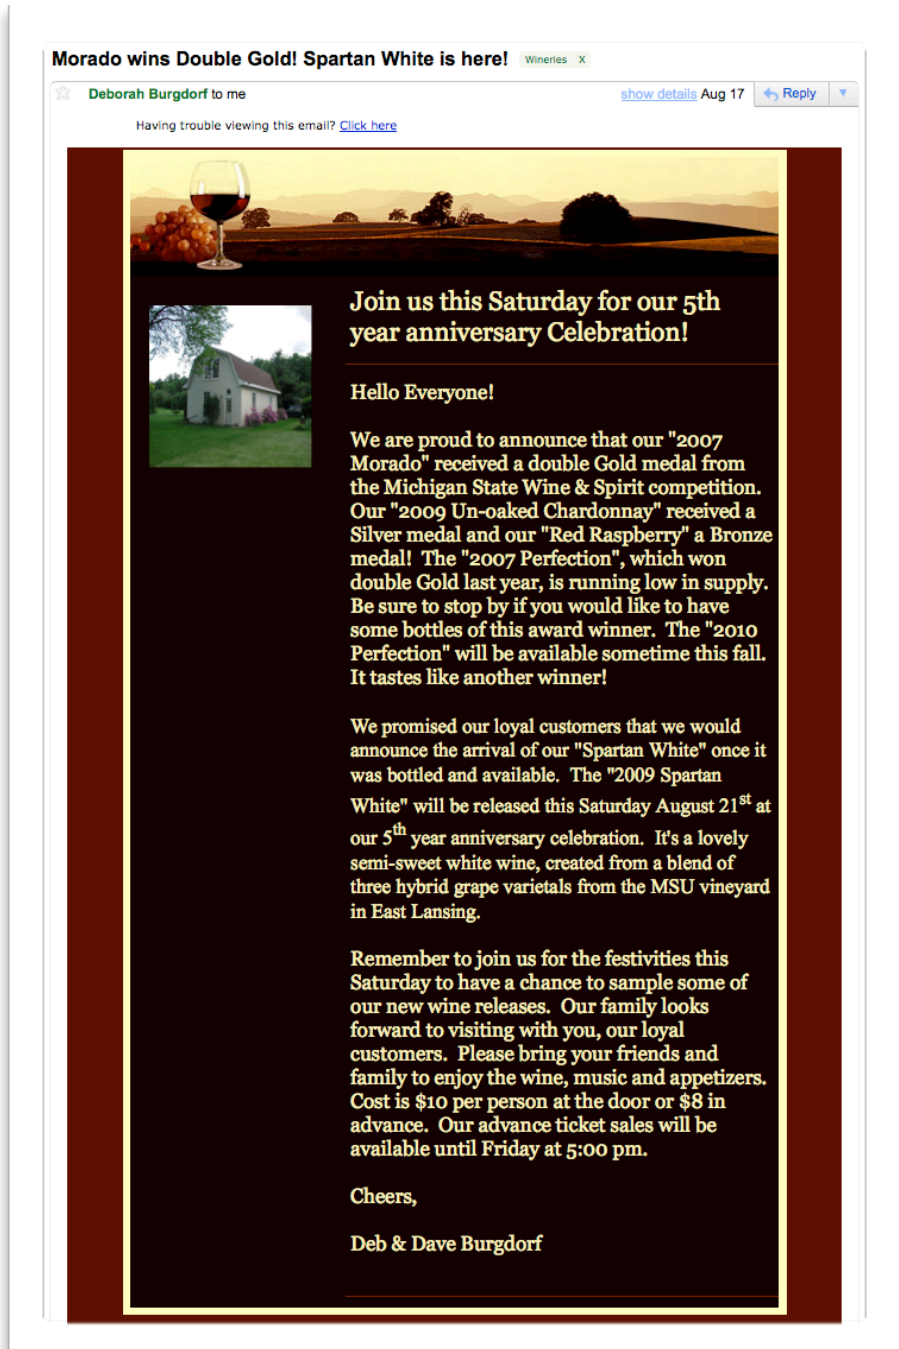 Morado wins Double Gold! Spartan White is here! Wineries X
Deborah Burgdorf to me show details Aug 17 Reply
Having trouble viewing this email? Click here
Join us this Saturday for our 5th
year anniversary Celebration!
Hello Everyone!
We are proud to announce that our "2007
Morado" received a double Gold medal from
the Michigan State Wine & Spirit competition.
Our "2009 Un-oaked Chardonnay" received a
Silver medal and our "Red Raspberry" a Bronze
medal!  The "2007 Perfection", which won
double Gold last year, is running low in supply.
Be sure to stop by if you would like to have
some bottles of this award winner.  The "2010
Perfection" will be available sometime this fall.
It tastes like another winner!
We promised our loyal customers that we would
announce the arrival of our "Spartan White" once it
was bottled and available.  The "2009 Spartan
White" will be released this Saturday August 21st at
our 5th year anniversary celebration.  It's a lovely
semi-sweet white wine, created from a blend of
three hybrid grape varietals from the MSU vineyard
in East Lansing.
Remember to join us for the festivities this
Saturday to have a chance to sample some of
our new wine releases.  Our family looks
forward to visiting with you, our loyal
customers.  Please bring your friends and
family to enjoy the wine, music and appetizers.
Cost is $10 per person at the door or $8 in
advance.  Our advance ticket sales will be
available until Friday at 5:00 pm.
Cheers,
Deb & Dave Burgdorf